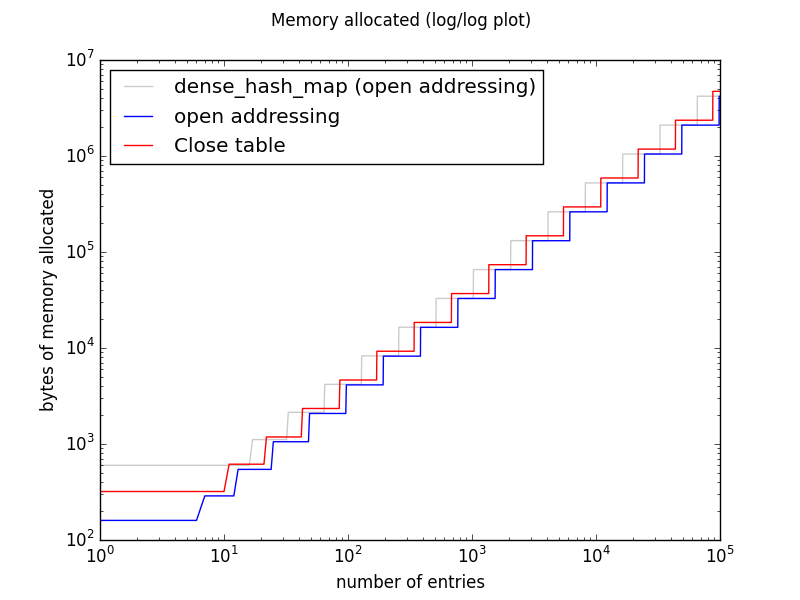 Memory allocated (log/log plot)
dense_hash_map (open addressing)
open addressing
Close table
bytes of memory allocated
10^7
10^6
10^5
10^4
10^3
10^2
10^0
10^1
10^2
10^3
10^4
10^5
number of entries